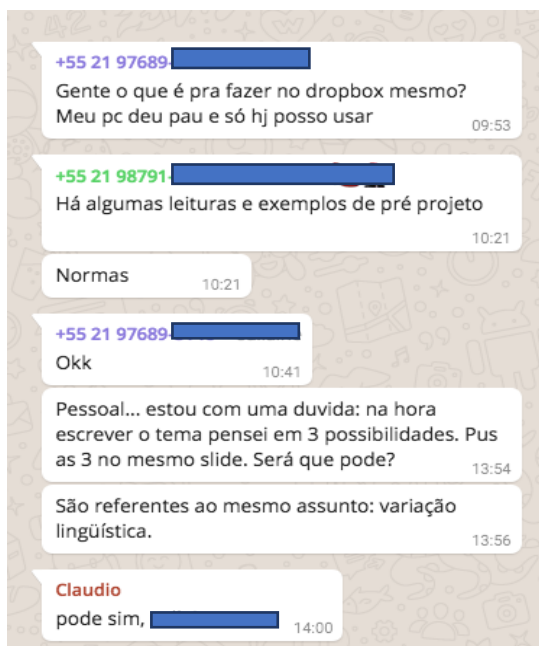 +55 21 97689-
Gente o que é pra fazer no dropbox mesmo?
Meu pc deu pau e só hj posso usar
09:53
+55 21 98791-
Há algumas leituras e exemplos de pré projeto
10:21
Normas
10:21
+55 21 97689-
Okk
10:41
Pessoal... estou com uma duvida: na hora
escrever o tema pensei em 3 possibilidades. Pus
as 3 no mesmo slide. Será que pode?
13:54
São referentes ao mesmo assunto: variação
lingüística.
13:56
Claudio
pode sim,
14:00